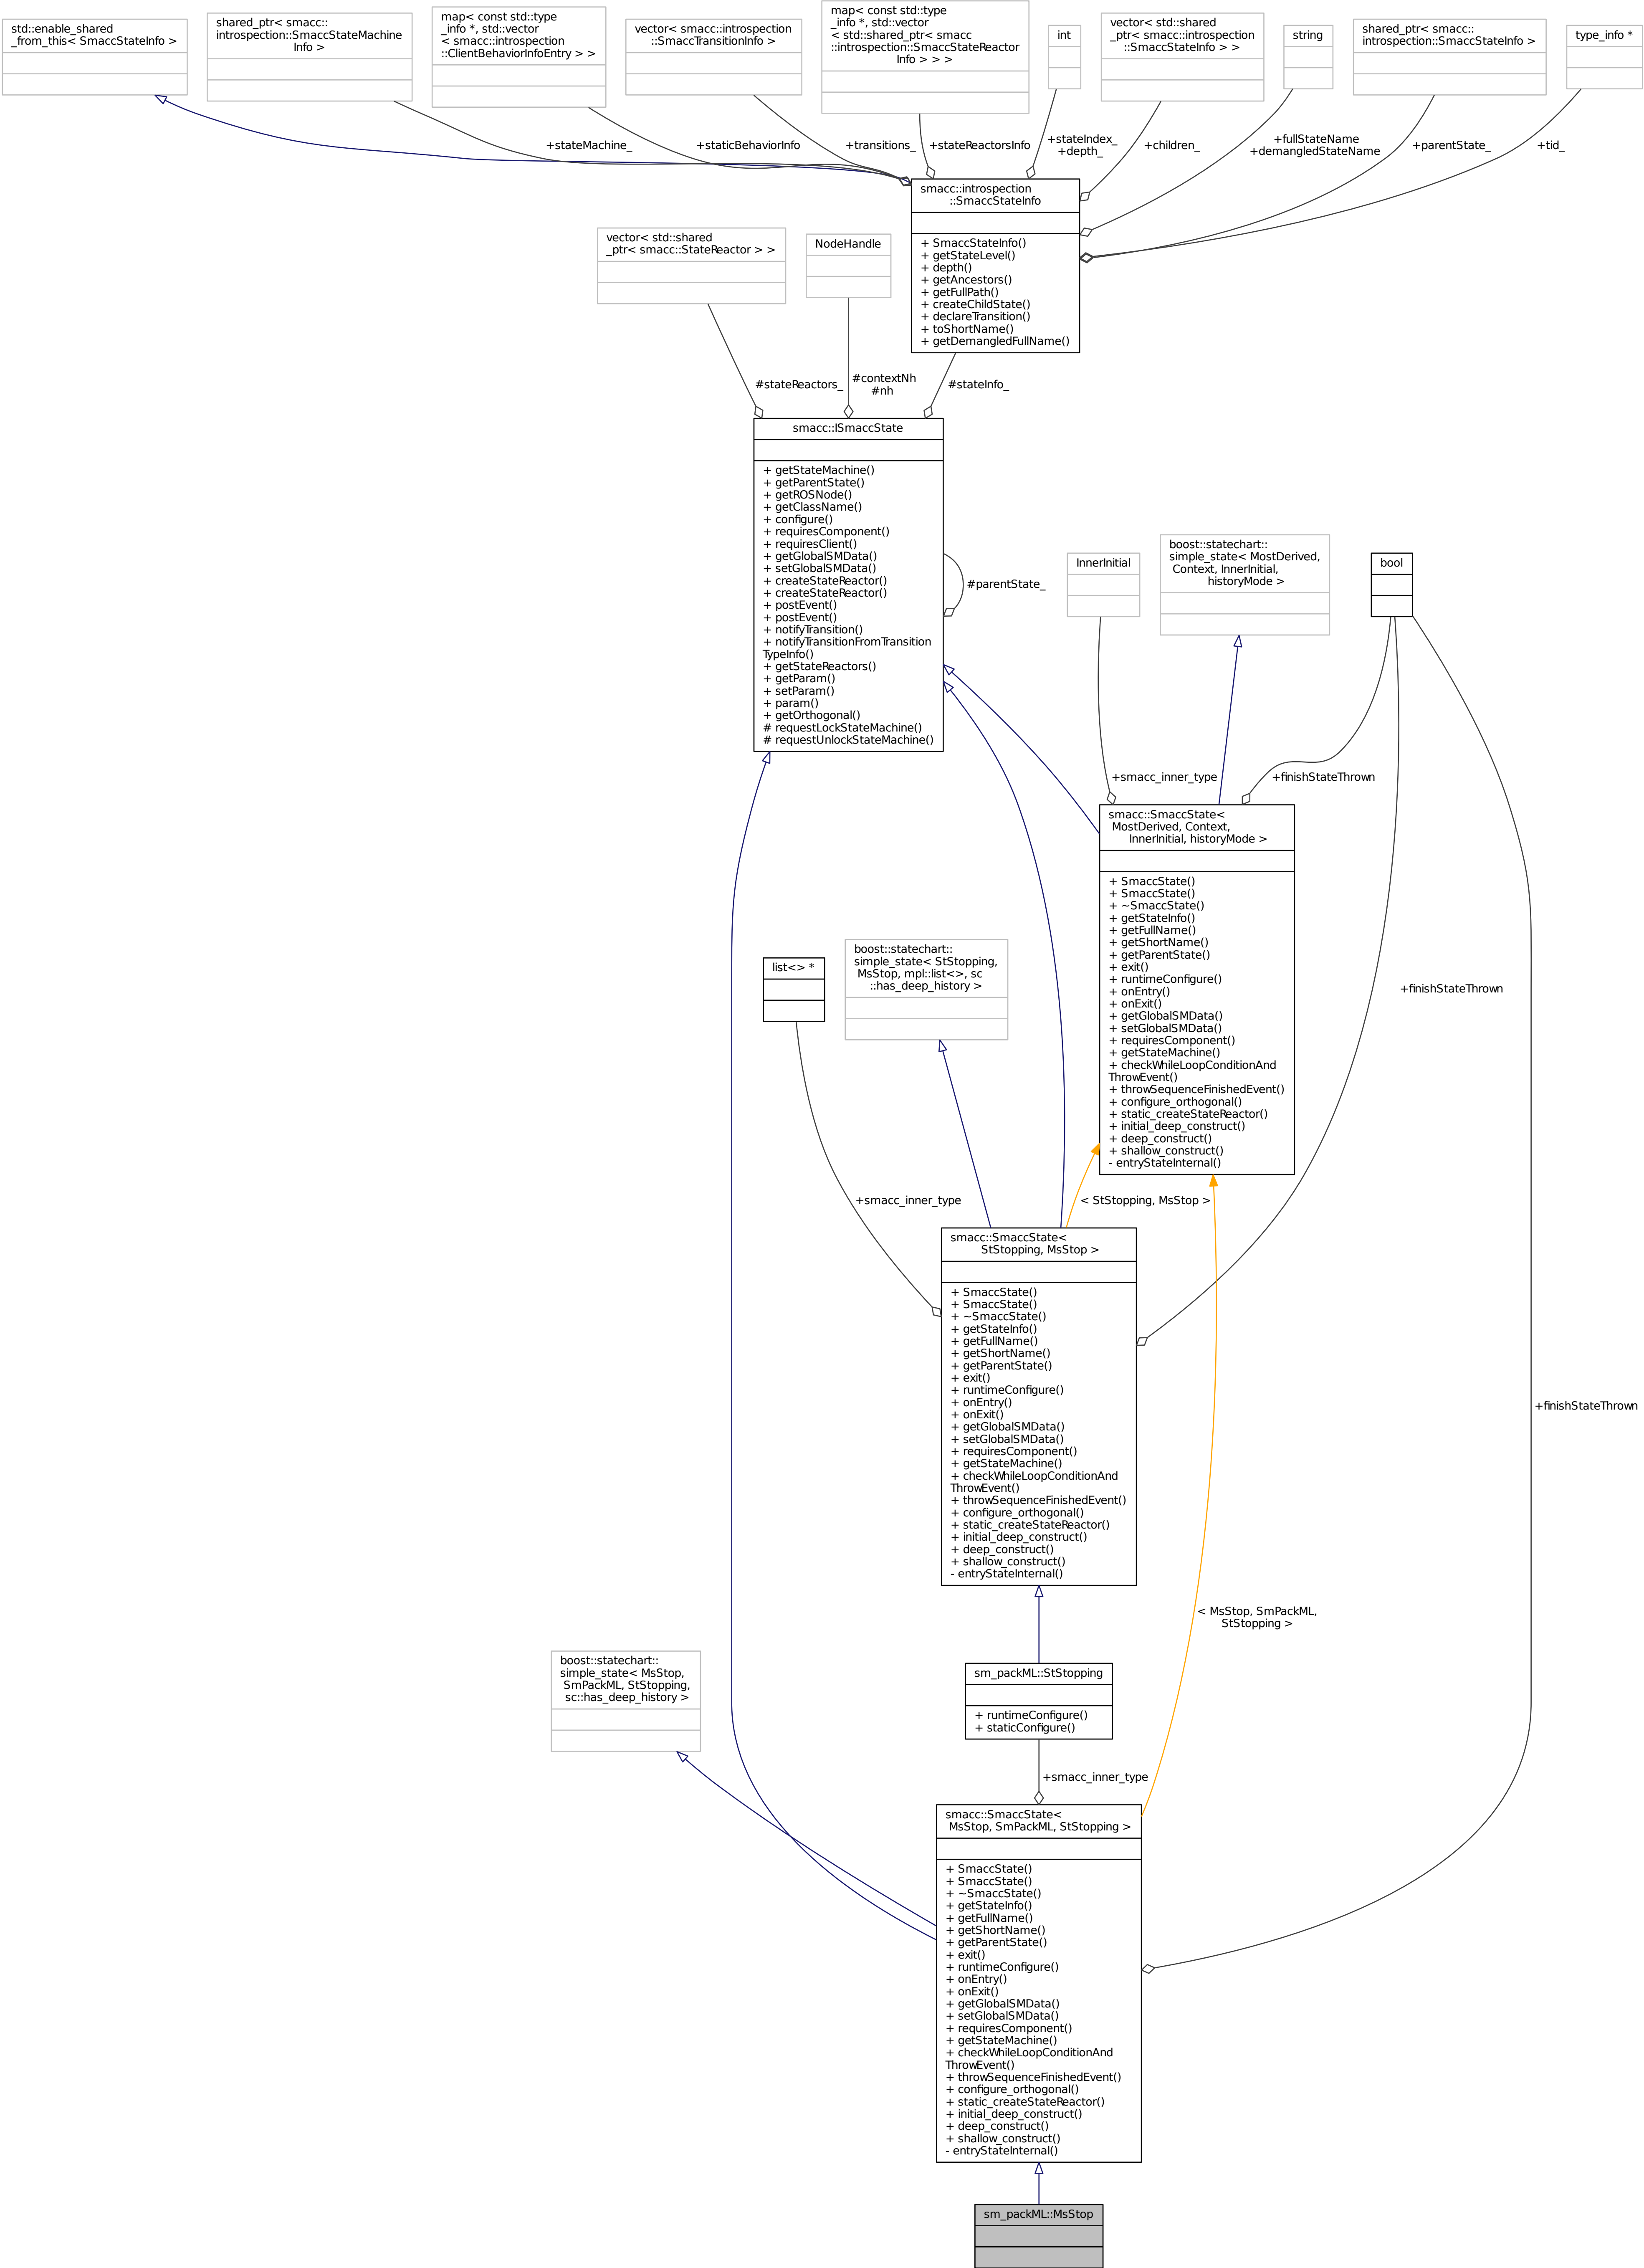 std::enable_shared
_from_this< SmaccStateInfo >
shared_ptr< smacc::
introspection::SmaccStateMachine
Info >
map< const std::type
_info *, std::vector
< smacc::introspection
::ClientBehaviorInfoEntry > >
vector< smacc::introspection
::SmaccTransitionInfo >
map< const std::type
_info *, std::vector
< std::shared_ptr< smacc
::introspection::SmaccStateReactor
Info > > >
int
vector< std::shared
_ptr< smacc::introspection
::SmaccStateInfo > >
string
shared_ptr< smacc::
introspection::SmaccStateInfo >
type_info *
+stateMachine_
+staticBehaviorInfo
+transitions_
+stateReactorsInfo
+stateIndex_
+depth_
+children_
+fullStateName
+demangledStateName
+parentState_
+tid_
smacc::introspection
::SmaccStateInfo
+ SmaccStateInfo()
+ getStateLevel()
+ depth()
+ getAncestors()
+ getFullPath()
+ createChildState()
+ declareTransition()
+ toShortName()
+ getDemangledFullName()
vector< std::shared
_ptr< smacc::StateReactor > >
NodeHandle
#stateReactors_
#contextNh
#nh
#stateInfo_
smacc::ISmaccState
+ getStateMachine()
+ getParentState()
+ getROSNode()
+ getClassName()
+ configure()
+ requiresComponent()
+ requiresClient()
+ getGlobalSMData()
+ setGlobalSMData()
+ createStateReactor()
+ createStateReactor()
+ postEvent()
+ postEvent()
+ notifyTransition()
+ notifyTransitionFromTransition
TypeInfo()
+ getStateReactors()
+ getParam()
+ setParam()
+ param()
+ getOrthogonal()
# requestLockStateMachine()
# requestUnlockStateMachine()
#parentState_
InnerInitial
boost::statechart::
simple_state< MostDerived,
Context, InnerInitial,
historyMode >
bool
+smacc_inner_type
+finishStateThrown
smacc::SmaccState<
MostDerived, Context,
InnerInitial, historyMode >
+ SmaccState()
+ SmaccState()
+ ~SmaccState()
+ getStateInfo()
+ getFullName()
+ getShortName()
+ getParentState()
+ exit()
+ runtimeConfigure()
+ onEntry()
+ onExit()
+ getGlobalSMData()
+ setGlobalSMData()
+ requiresComponent()
+ getStateMachine()
+ checkWhileLoopConditionAnd
ThrowEvent()
+ throwSequenceFinishedEvent()
+ configure_orthogonal()
+ static_createStateReactor()
+ initial_deep_construct()
+ deep_construct()
+ shallow_construct()
- entryStateInternal()
list<> *
boost::statechart::
simple_state< StStopping,
MsStop, mpl::list<>, sc
::has_deep_history >
+finishStateThrown
+smacc_inner_type
< StStopping, MsStop >
smacc::SmaccState<
StStopping, MsStop >
+ SmaccState()
+ SmaccState()
+ ~SmaccState()
+ getStateInfo()
+ getFullName()
+ getShortName()
+ getParentState()
+ exit()
+ runtimeConfigure()
+ onEntry()
+ onExit()
+ getGlobalSMData()
+ setGlobalSMData()
+ requiresComponent()
+ getStateMachine()
+ checkWhileLoopConditionAnd
ThrowEvent()
+ throwSequenceFinishedEvent()
+ configure_orthogonal()
+ static_createStateReactor()
+ initial_deep_construct()
+ deep_construct()
+ shallow_construct()
- entryStateInternal()
+finishStateThrown
< MsStop, SmPackML,
StStopping >
boost::statechart::
simple_state< MsStop,
SmPackML, StStopping,
sc::has_deep_history >
sm_packML::StStopping
+ runtimeConfigure()
+ staticConfigure()
+smacc_inner_type
smacc::SmaccState<
MsStop, SmPackML, StStopping >
+ SmaccState()
+ SmaccState()
+ ~SmaccState()
+ getStateInfo()
+ getFullName()
+ getShortName()
+ getParentState()
+ exit()
+ runtimeConfigure()
+ onEntry()
+ onExit()
+ getGlobalSMData()
+ setGlobalSMData()
+ requiresComponent()
+ getStateMachine()
+ checkWhileLoopConditionAnd
ThrowEvent()
+ throwSequenceFinishedEvent()
+ configure_orthogonal()
+ static_createStateReactor()
+ initial_deep_construct()
+ deep_construct()
+ shallow_construct()
- entryStateInternal()
sm_packML::MsStop